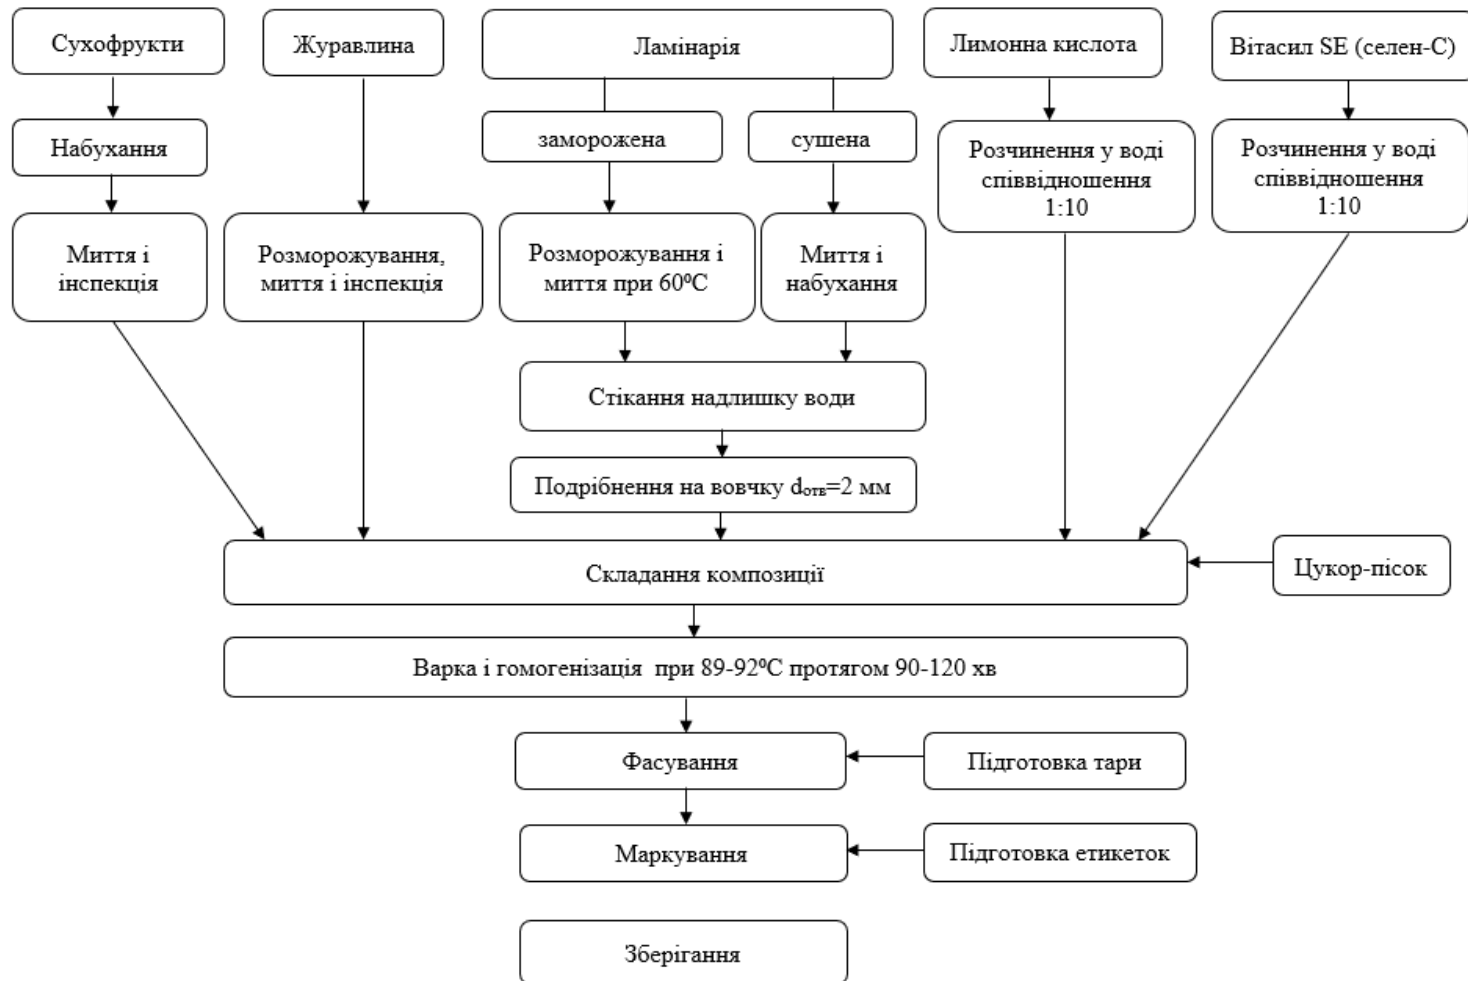 Сухофрукти
Журавлина
Ламінарія
Лимонна кислота
Вітасил SE (селен-С)
заморожена
сушена
Набухання
Розчинення у воді
співвідношення
1:10
Розчинення у воді
співвідношення
1:10
Миття і
інспекція
Розморожування,
миття і інспекція
Розморожування і
миття при 60⁰С
Миття і
набухання
Стікання надлишку води
Подрібнення на вовчку dотв=2 мм
Складання композиції
Цукор-пісок
Варка і гомогенізація при 89-92⁰С протягом 90-120 хв
Фасування
Підготовка тари
Маркування
Підготовка етикеток
Зберігання